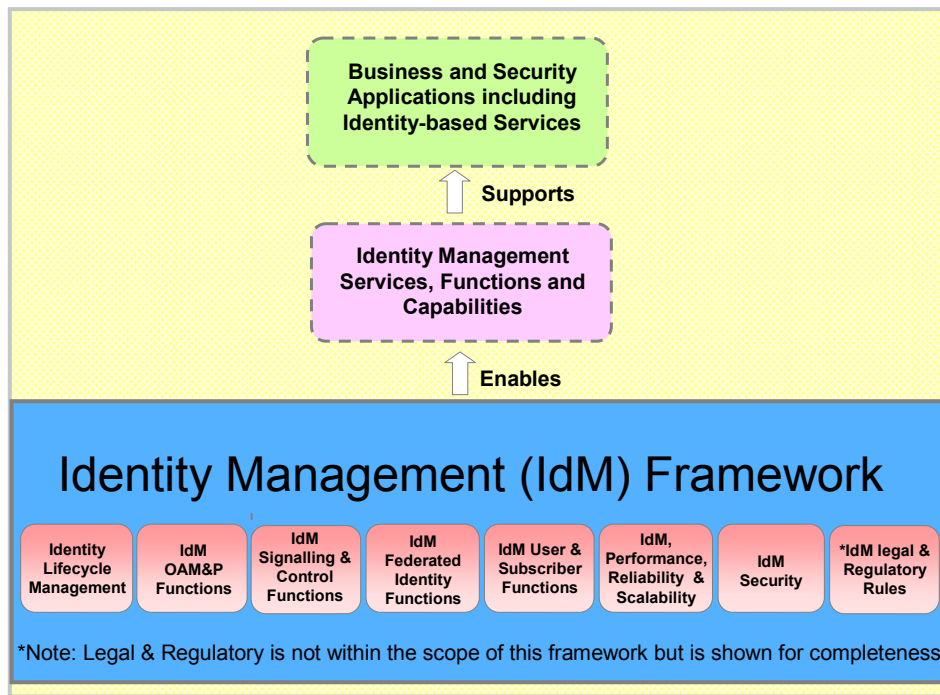 Business and Security
Applications including
Identity-based Services
Supports
Identity Management
Services, Functions and
Capabilities
Enables
Identity Management (IdM) Framework
Identity
Lifecycle
Management
IdM
OAM&P
Functions
IdM
Signalling &
Control
Functions
IdM
Federated
Identity
Functions
IdM User &
Subscriber
Functions
IdM,
Performance,
Reliability &
Scalability
IdM
Security
*IdM legal &
Regulatory
Rules
*Note: Legal & Regulatory is not within the scope of this framework but is shown for completeness